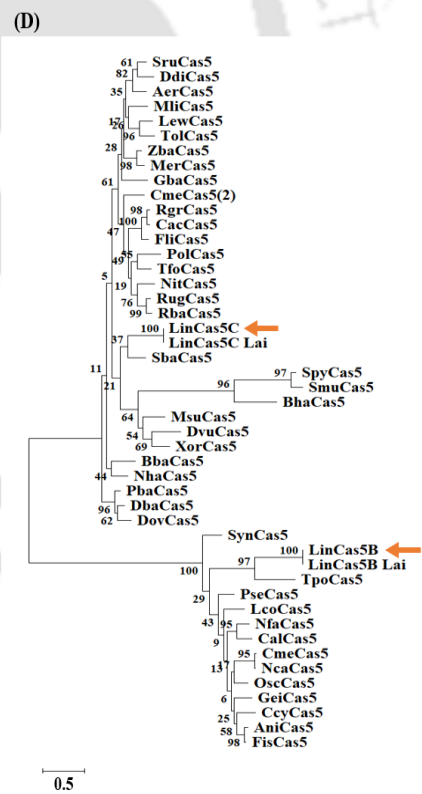 (D)
61 SruCas5
82 DdiCas5
35 AerCas5
MliCas5
17 26 LewCas5
96 TolCas5
28 ZbaCas5
98 MerCas5
61 GbaCas5
CmeCas5(2)
98 RgrCas5
100 CacCas5
47 FliCas5
PolCas5
49 TfoCas5
19 NitCas5
5 76 RugCas5
99 RbaCas5
100 LinCas5C
37 LinCas5C Lai
SbaCas5
11 97 SpyCas5
21 96 SmuCas5
BhaCas5
64 MsuCas5
54 DvuCas5
69 XorCas5
BbaCas5
44 NhaCas5
PbaCas5
96 DbaCas5
62 DovCas5
SynCas5
100 LinCas5B
97 LinCas5B Lai
100 TpoCas5
29 PseCas5
LcoCas5
43 95 NfaCas5
9 CalCas5
95 CmeCas5
13 17 NcaCas5
OscCas5
6 GeiCas5
25 CcyCas5
58 AniCas5
98 FisCas5
0.5